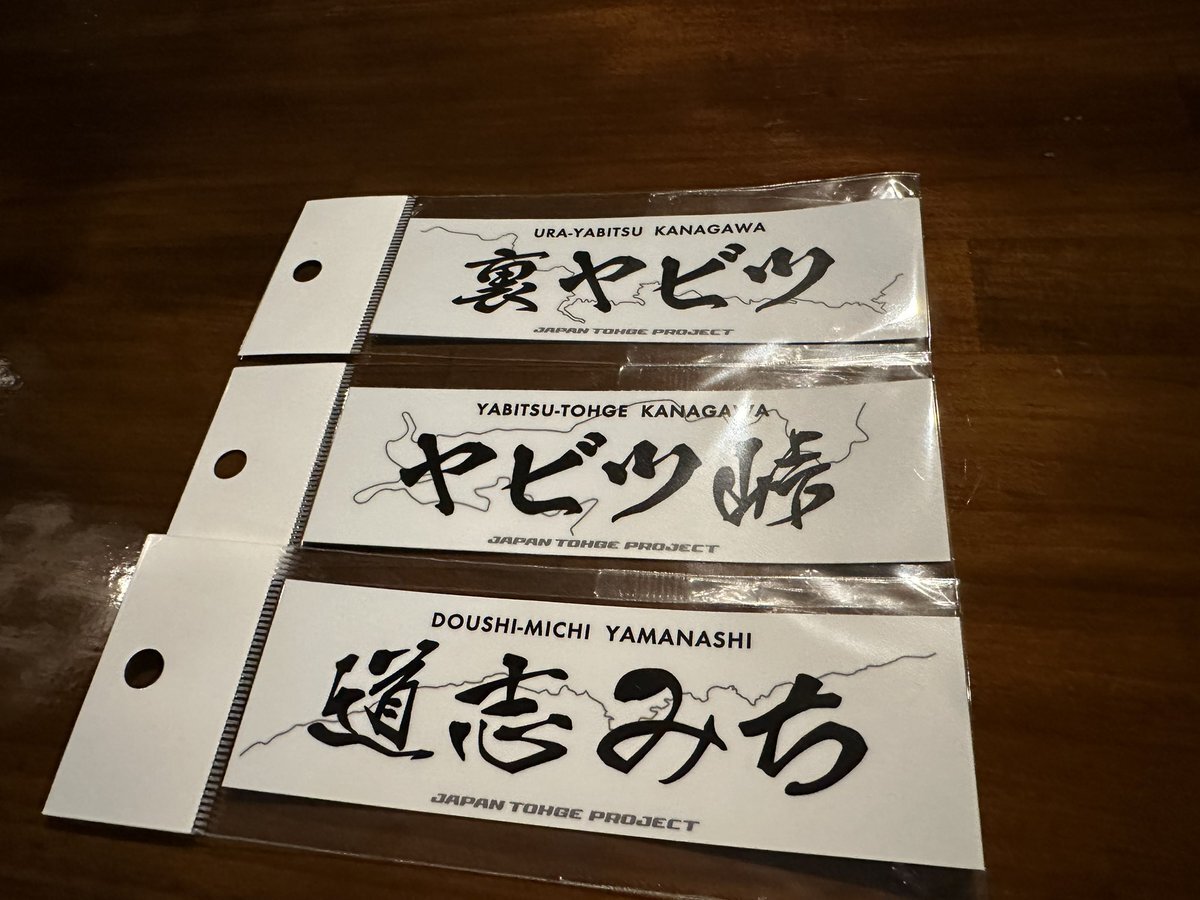 URA-YABITSU KANAGAWA
裏ヤビツ
JAPAN TOHGE PROJECT
YABITSU-TOHGE KANAGAWA
ヤビツ峠
JAPAN TOHGE PROJECT
DOUSHI-MICHI YAMANASHI
道志みち
JAPAN TOHGE PROJECT